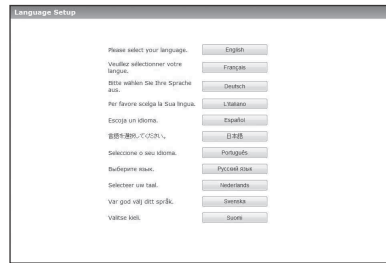 Language Setup
Please select your language.
English
Veuillez sélectionner votre
langue.
Français
Bitte wählen Sie Ihre Sprache
aus.
Deutsch
Per favore scelga la Sua lingua.
L'Italiano
Escoja un idioma.
Español
言語を選択してください。
日本語
Seleccione o seu idioma.
Português
Выберите язык.
Русский язык
Selecteer uw taal.
Nederlands
Var god välj ditt språk.
Svenska
Valitse kieli.
Suomi